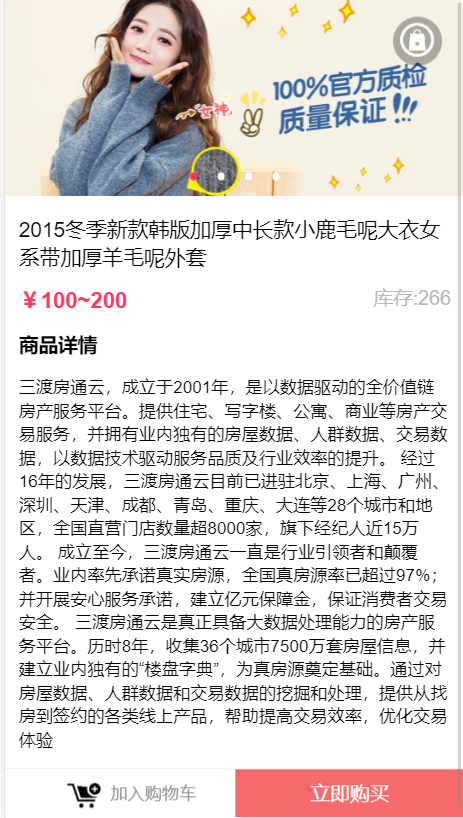 100%官方质检
质量保证!!!
女神
2015冬季新款韩版加厚中长款小鹿毛呢大衣女
系带加厚羊毛呢外套
￥100~200
库存:266
商品详情
三渡房通云，成立于2001年，是以数据驱动的全价值链
房产服务平台。提供住宅、写字楼、公寓、商业等房产交
易服务，并拥有业内独有的房屋数据、人群数据、交易数
据，以数据技术驱动服务品质及行业效率的提升。 经过
16年的发展，三渡房通云目前已进驻北京、上海、广州、
深圳、天津、成都、青岛、重庆、大连等28个城市和地
区，全国直营门店数量超8000家，旗下经纪人近15万
人。 成立至今，三渡房通云一直是行业引领者和颠覆
者。业内率先承诺真实房源，全国真房源率已超过97%；
并开展安心服务承诺，建立亿元保障金，保证消费者交易
安全。 三渡房通云是真正具备大数据处理能力的房产服
务平台。历时8年，收集36个城市7500万套房屋信息，并
建立业内独有的“楼盘字典”，为真房源奠定基础。通过对
房屋数据、人群数据和交易数据的挖掘和处理，提供从找
房到签约的各类线上产品，帮助提高交易效率，优化交易
体验
加入购物车
立即购买